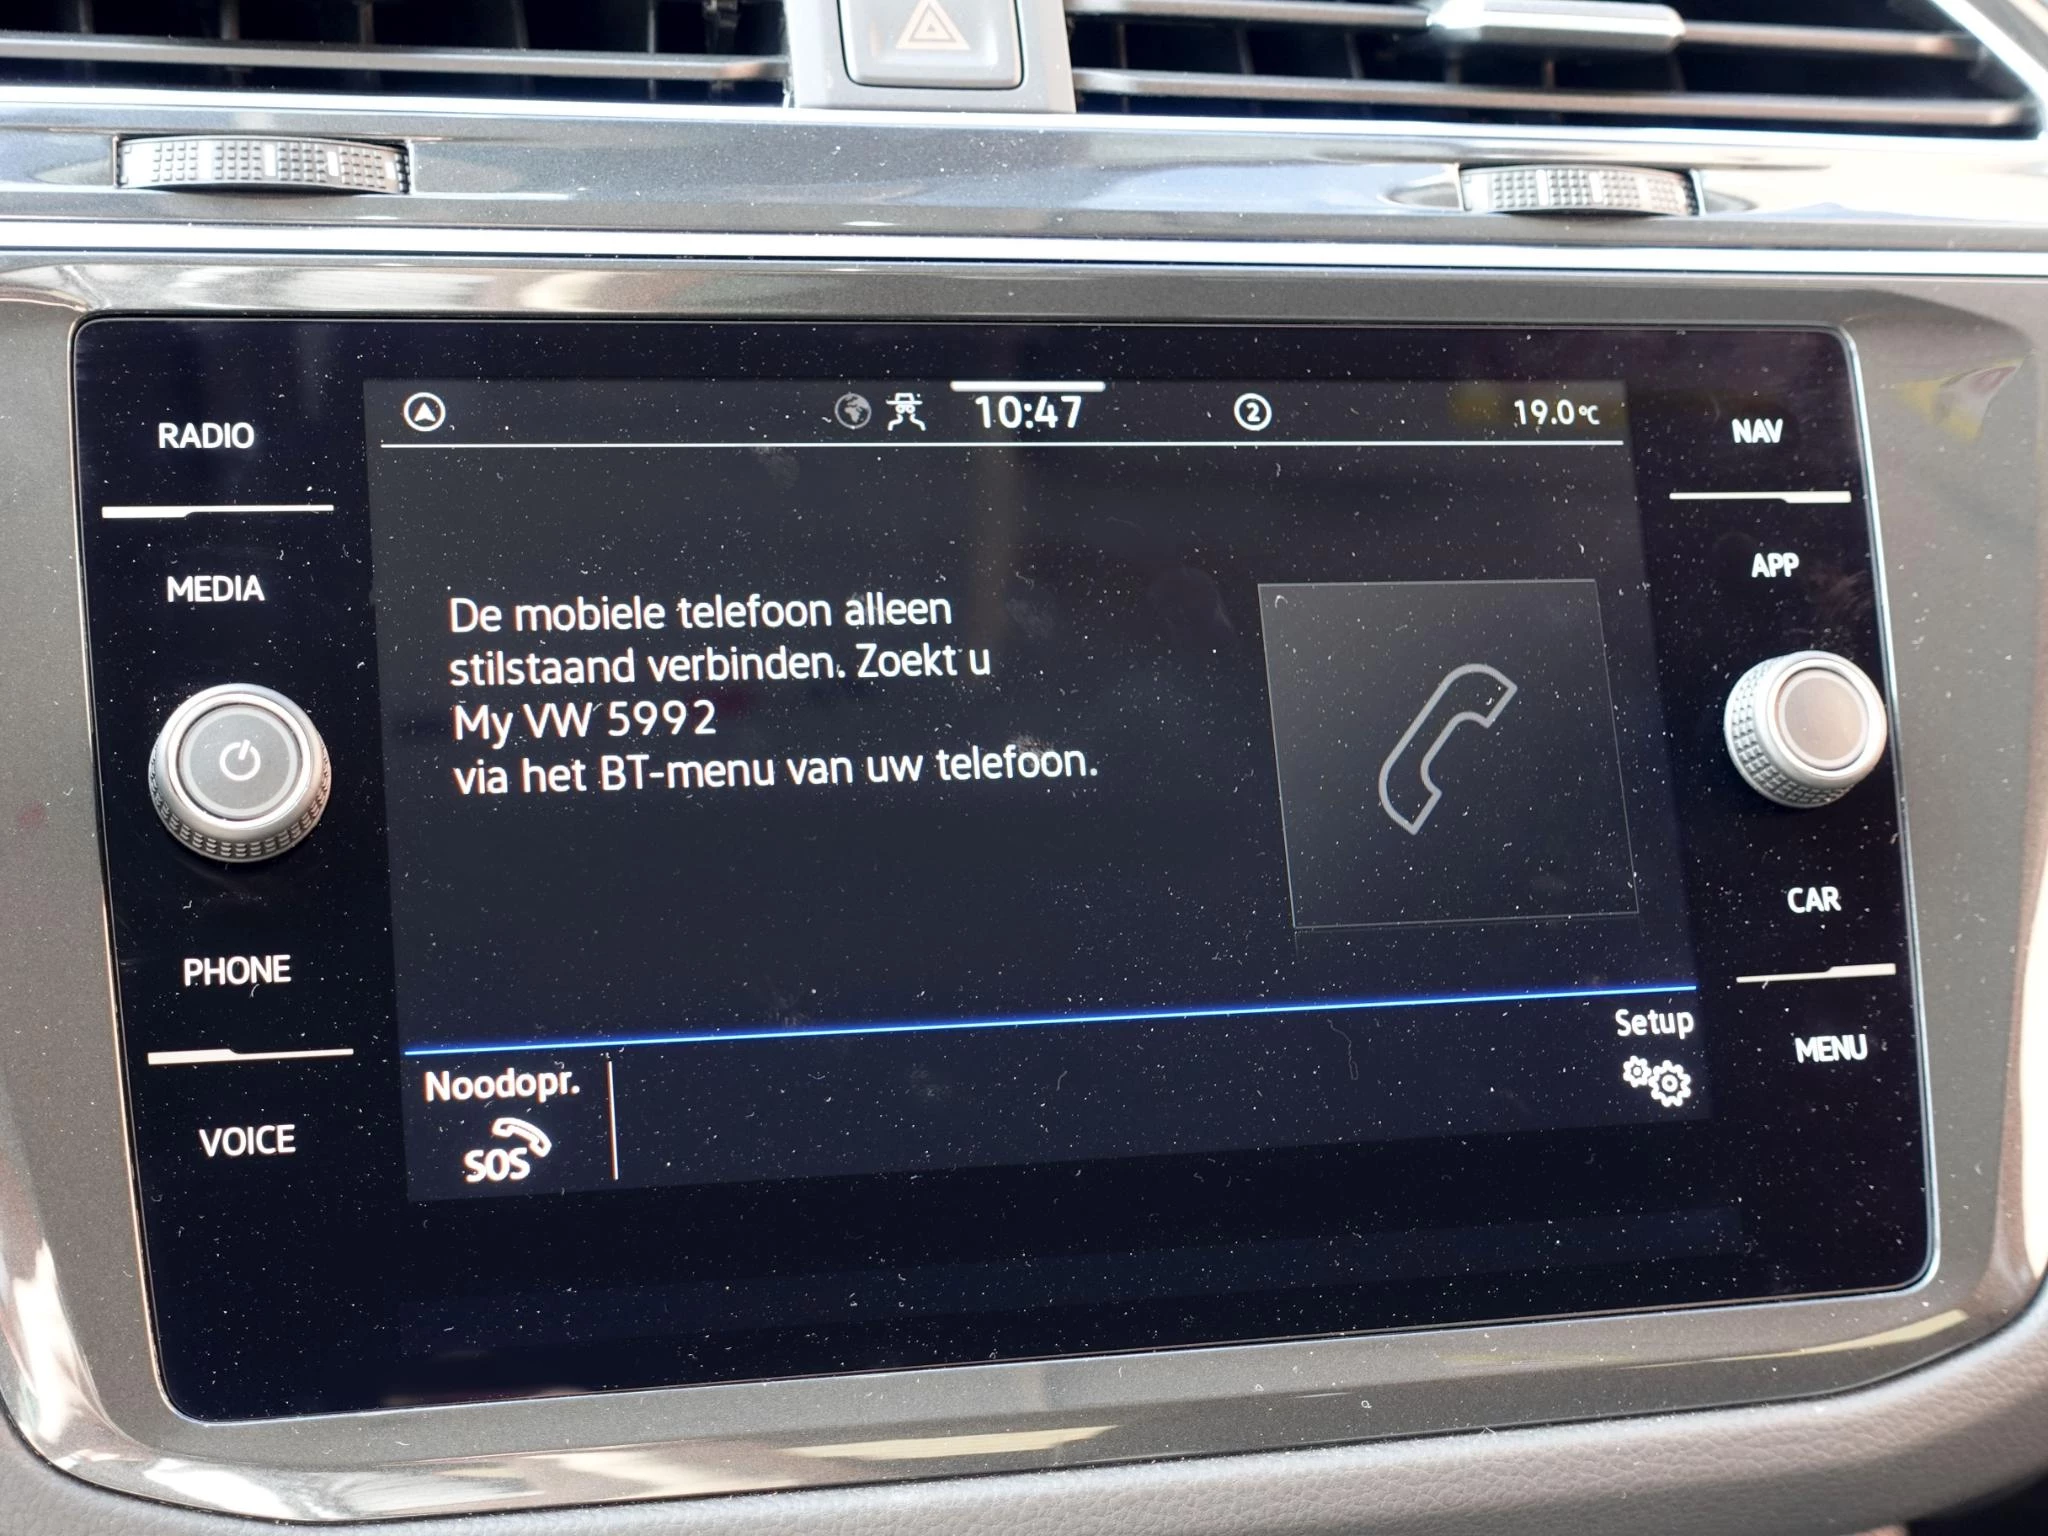 RADIO
MEDIA
PHONE
VOICE
10:47
2
19.0°C
De mobiele telefoon alleen
stilstaand verbinden. Zoekt u
My VW 5992
via het BT-menu van uw telefoon.
Noodopr.
SOS
Setup
NAV
APP
CAR
MENU